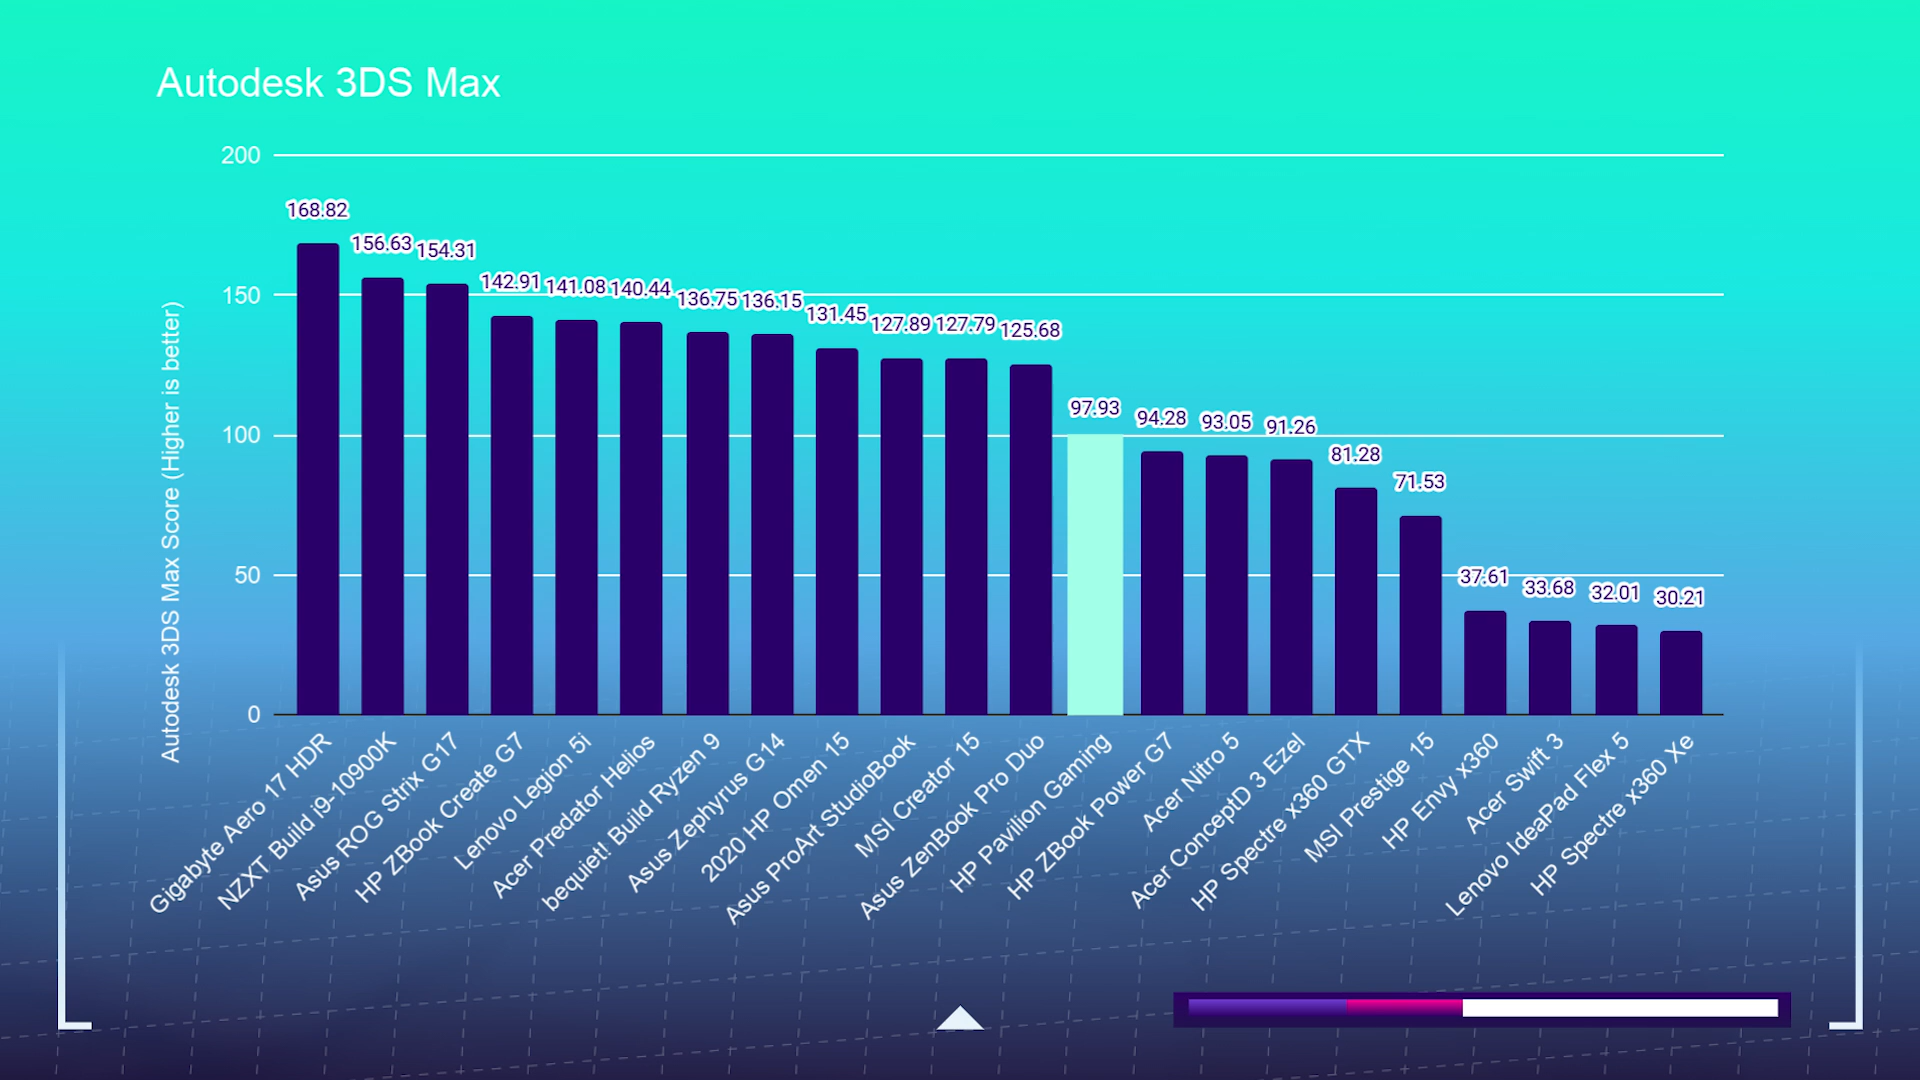 Autodesk 3DS Max
Autodesk 3DS Max Score (Higher is better)
200
150
100
50
0
168.82
156.63
154.31
142.91
141.08
140.44
136.75
136.15
131.45
127.89
127.79
125.68
97.93
94.28
93.05
91.26
81.28
71.53
37.61
33.68
32.01
30.21
Gigabyte Aero 17 HDR
NZXT Build i9-10900K
Asus ROG Strix G17
HP ZBook Create G7
Lenovo Legion 5i
Acer Predator Helios
bequiet! Build Ryzen 9
Asus Zephyrus G14
2020 HP Omen 15
Asus ProArt StudioBook
MSI Creator 15
Asus ZenBook Pro Duo
HP Pavilion Gaming
HP ZBook Power G7
Acer Nitro 5
Acer ConceptD 3 Ezel
HP Spectre x360 GTX
MSI Prestige 15
HP Envy x360
Acer Swift 3
Lenovo IdeaPad Flex 5
HP Spectre x360 Xe